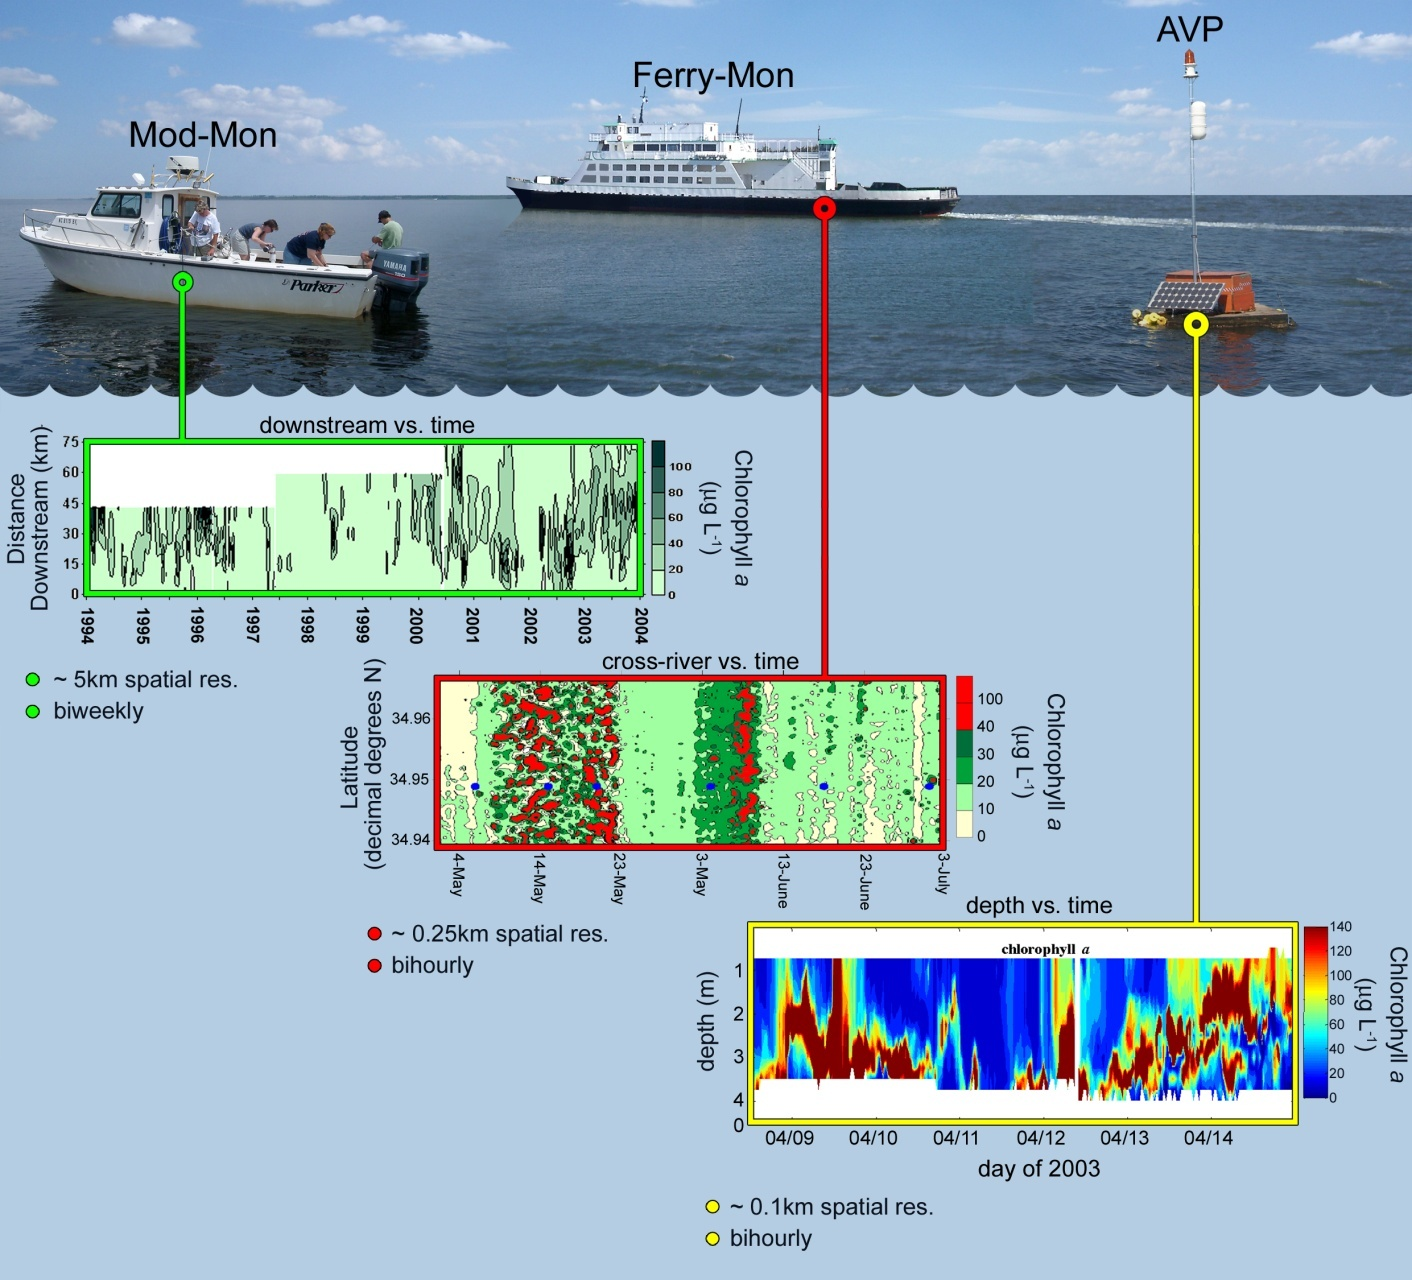 AVP
Ferry-Mon
Mod-Mon
YAMAHA
Parker
downstream vs. time
Distance
Downstream (km)
75
60
45
30
15
0
1994
1995
1996
1997
1998
1999
2000
2001
2002
2003
2004
100
80
60
40
20
0
Chlorophyll a
(µg L-1)
~ 5km spatial res.
biweekly
cross-river vs. time
Latitude
(decimal degrees N)
34.96
34.95
34.94
4-May
14-May
23-May
3-May
13-June
23-June
3-July
100
40
30
20
10
0
Chlorophyll a
(µg L-1)
~ 0.25km spatial res.
bihourly
depth vs. time
chlorophyll a
depth (m)
1
2
3
4
0
04/09
04/10
04/11
04/12
04/13
04/14
day of 2003
140
120
100
80
60
40
20
0
Chlorophyll a
(µg L-1)
~ 0.1km spatial res.
bihourly